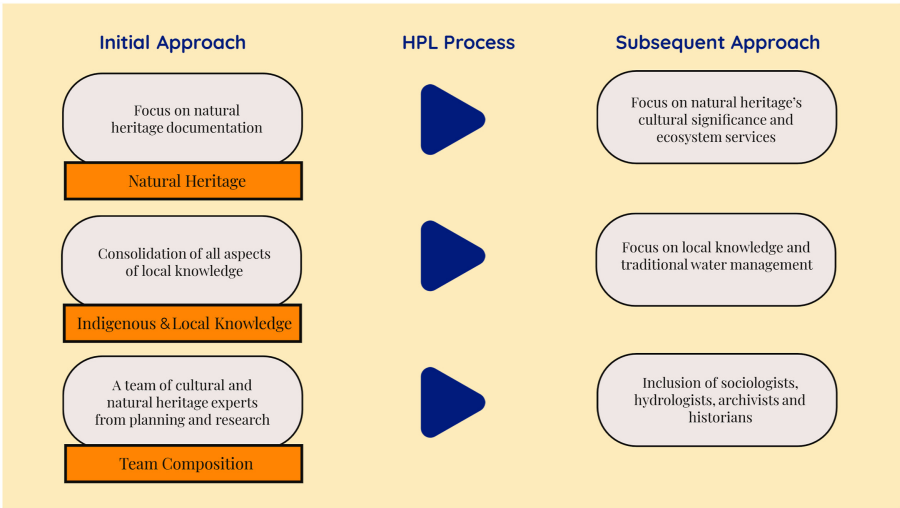 Initial Approach
HPL Process
Subsequent Approach
Focus on natural
heritage documentation
Natural Heritage
Focus on natural heritage's
cultural significance and
ecosystem services
Consolidation of all aspects
of local knowledge
Indigenous & Local Knowledge
Focus on local knowledge and
traditional water management
A team of cultural and
natural heritage experts
from planning and research
Team Composition
Inclusion of sociologists,
hydrologists, archivists and
historians